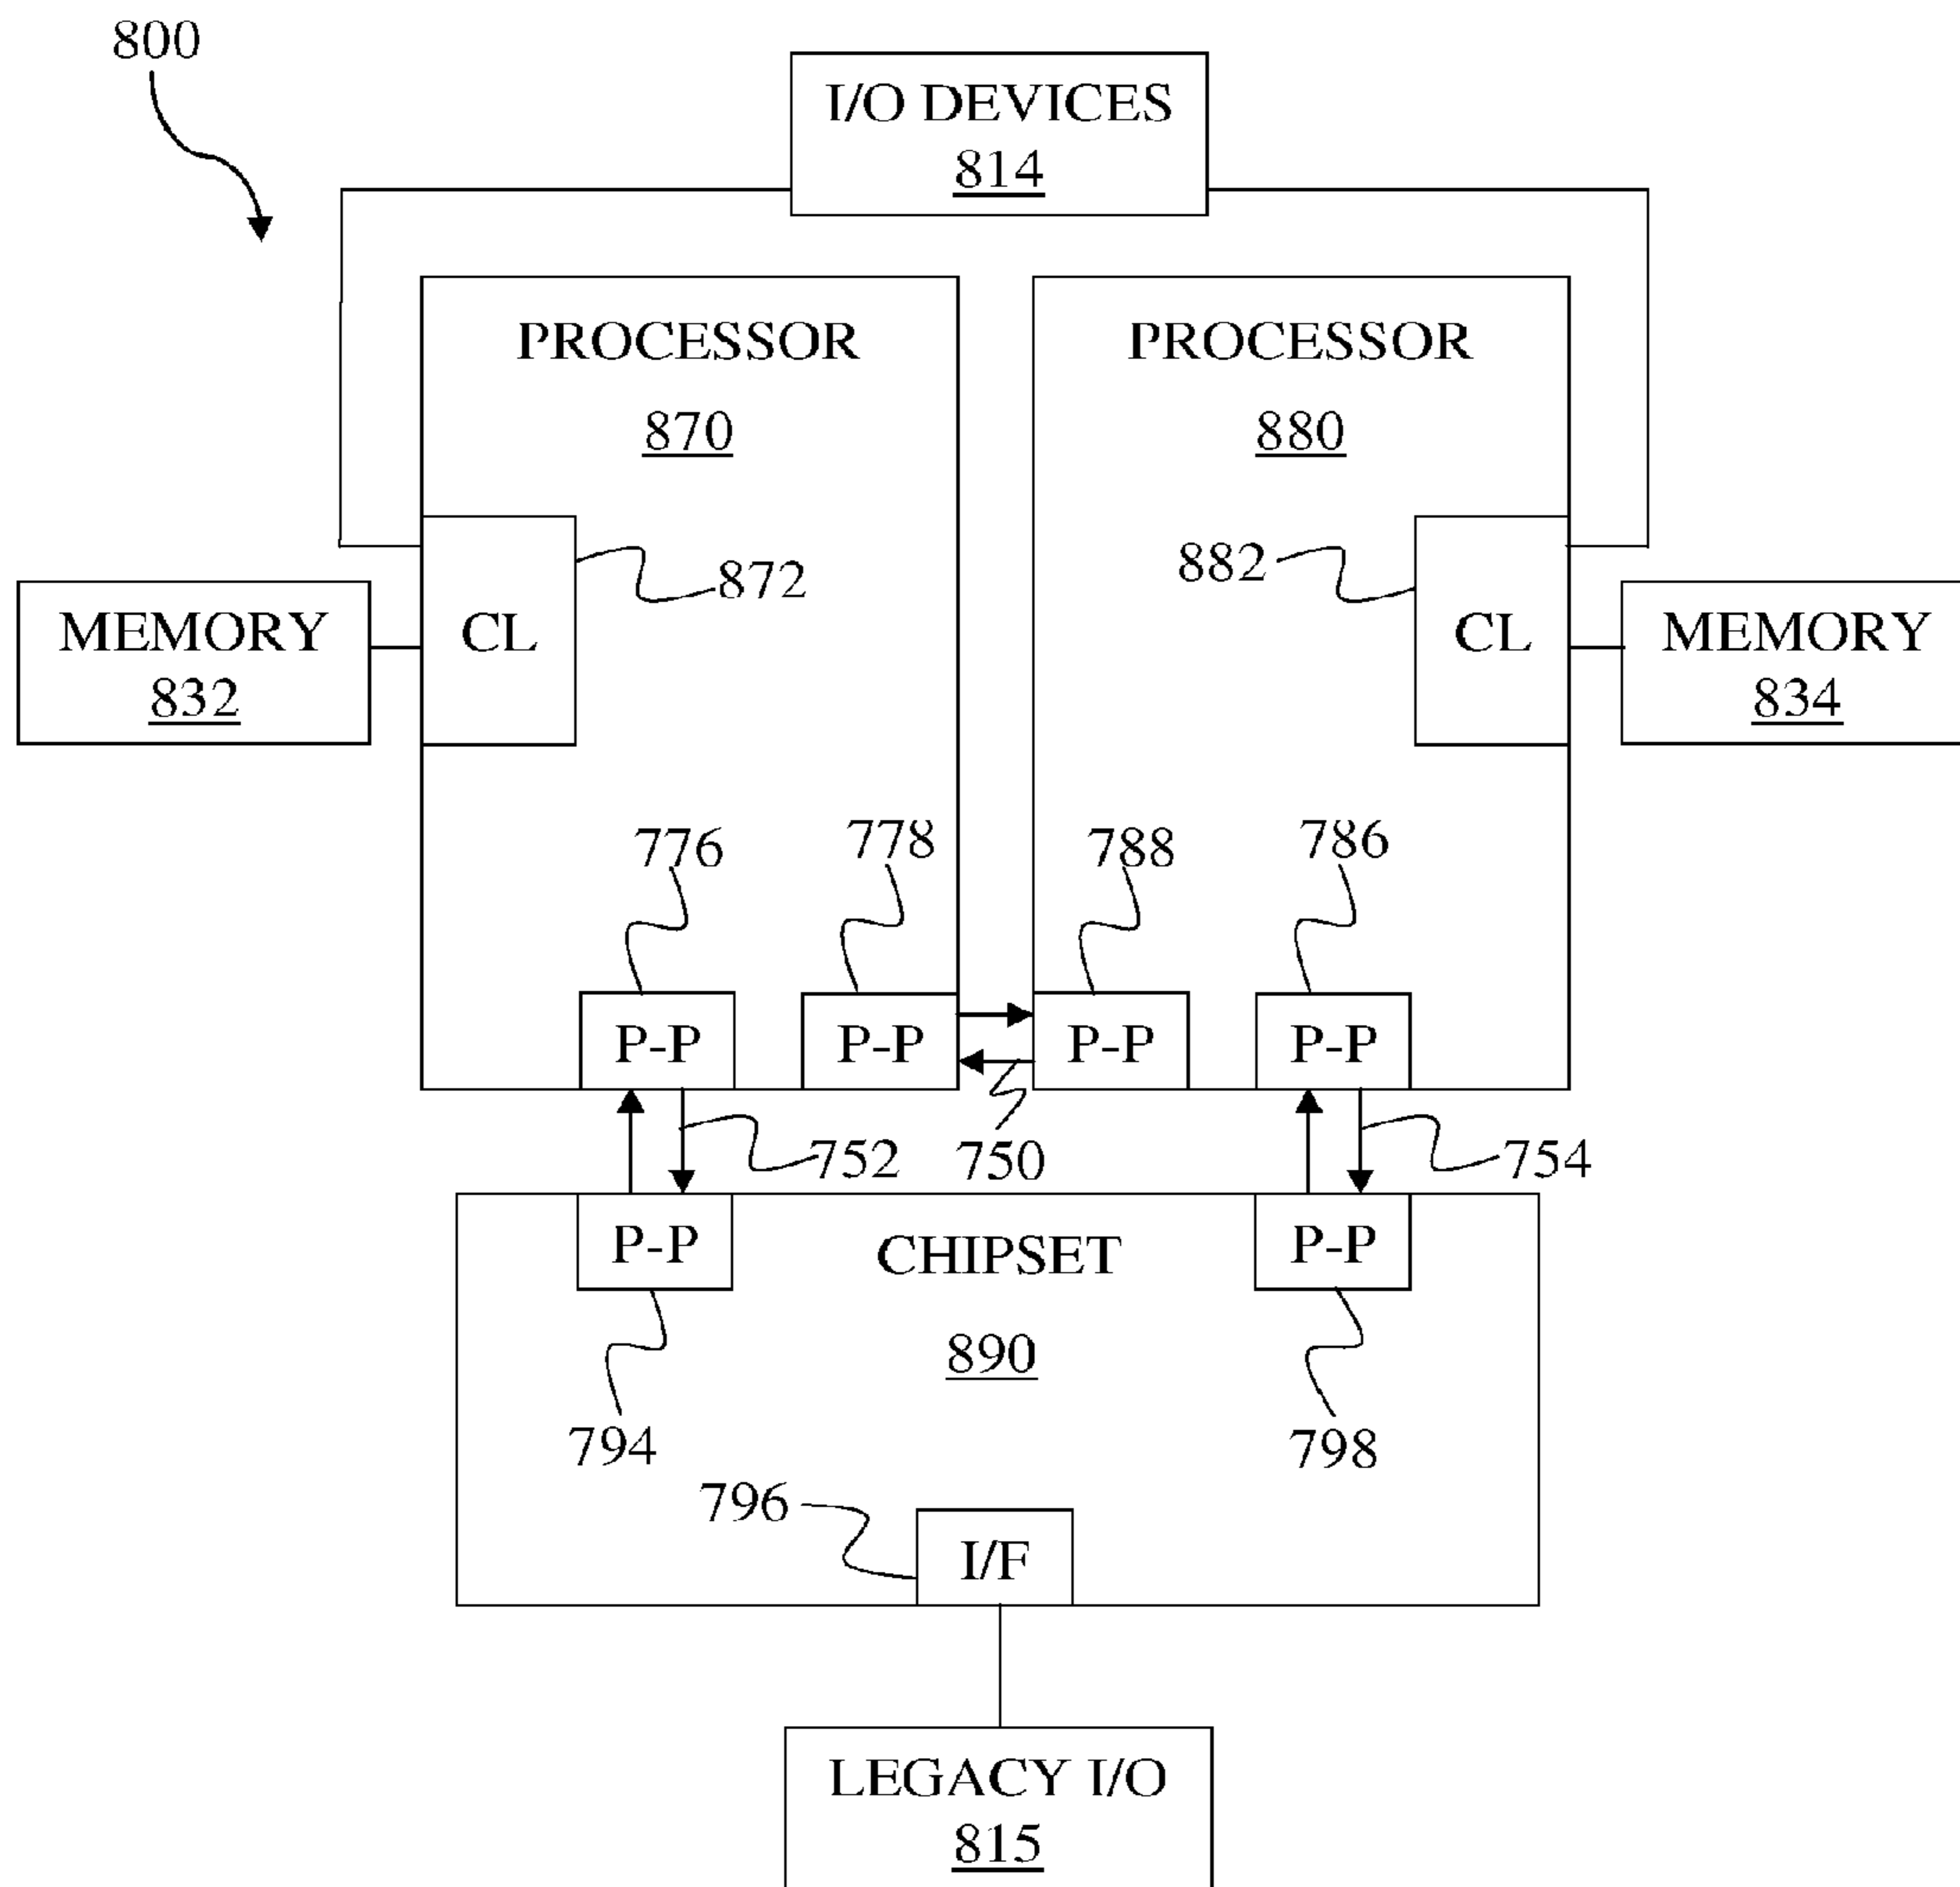 800
I/O DEVICES
814
PROCESSOR
870
PROCESSOR
880
872
882
MEMORY
832
CL
CL
MEMORY
834
776
778
788
786
P-P
P-P
P-P
P-P
752
750
754
P-P
CHIPSET
P-P
890
794
798
796
I/F
LEGACY I/O
815